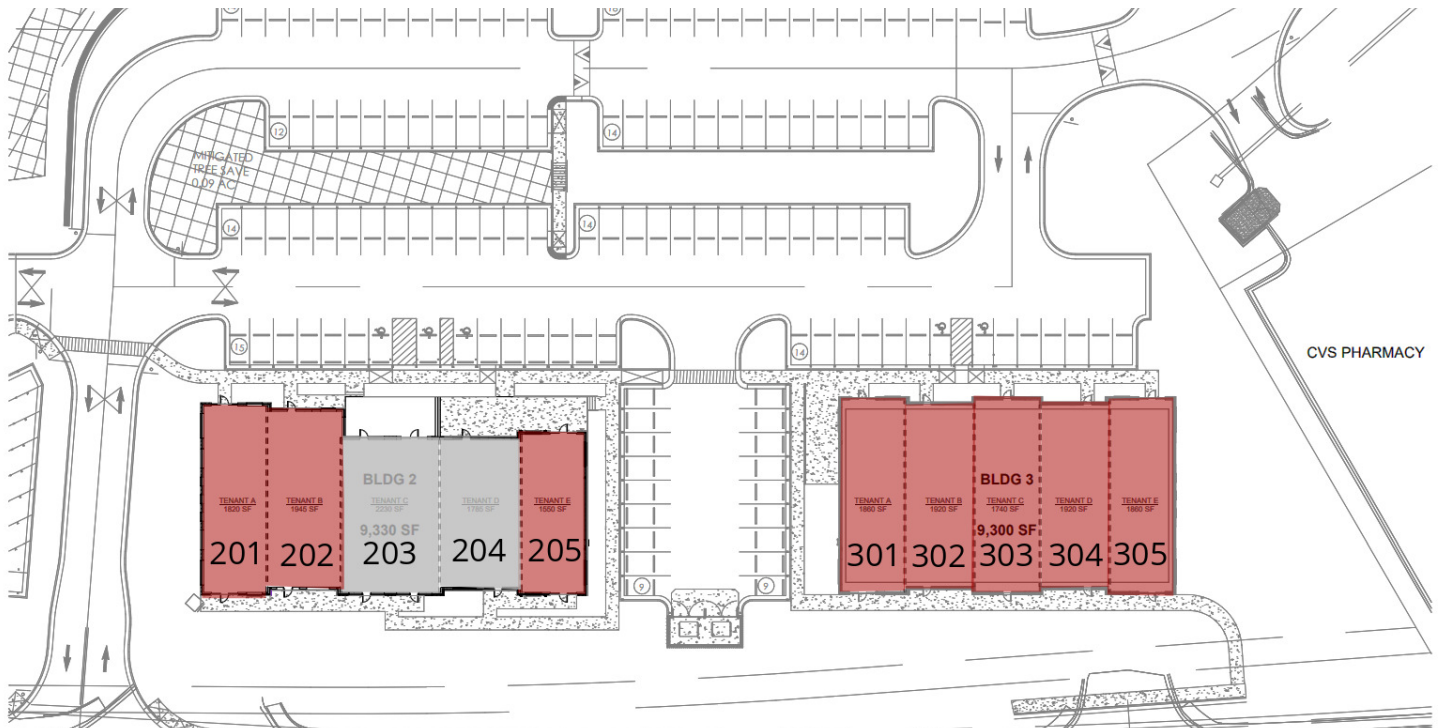 12
14
MITIGATED
TREE SAVE
0.09 AC
14
14
15
14
CVS PHARMACY
BLDG 2
TENANT A
1820 SF
TENANT B
1945 SF
TENANT C
2230 SF
TENANT D
1785 SF
TENANT E
1550 SF
9,330 SF
201
202
203
204
205
9
9
BLDG 3
TENANT A
1860 SF
TENANT B
1920 SF
TENANT C
1740 SF
TENANT D
1920 SF
TENANT E
1860 SF
9,300 SF
301
302
303
304
305